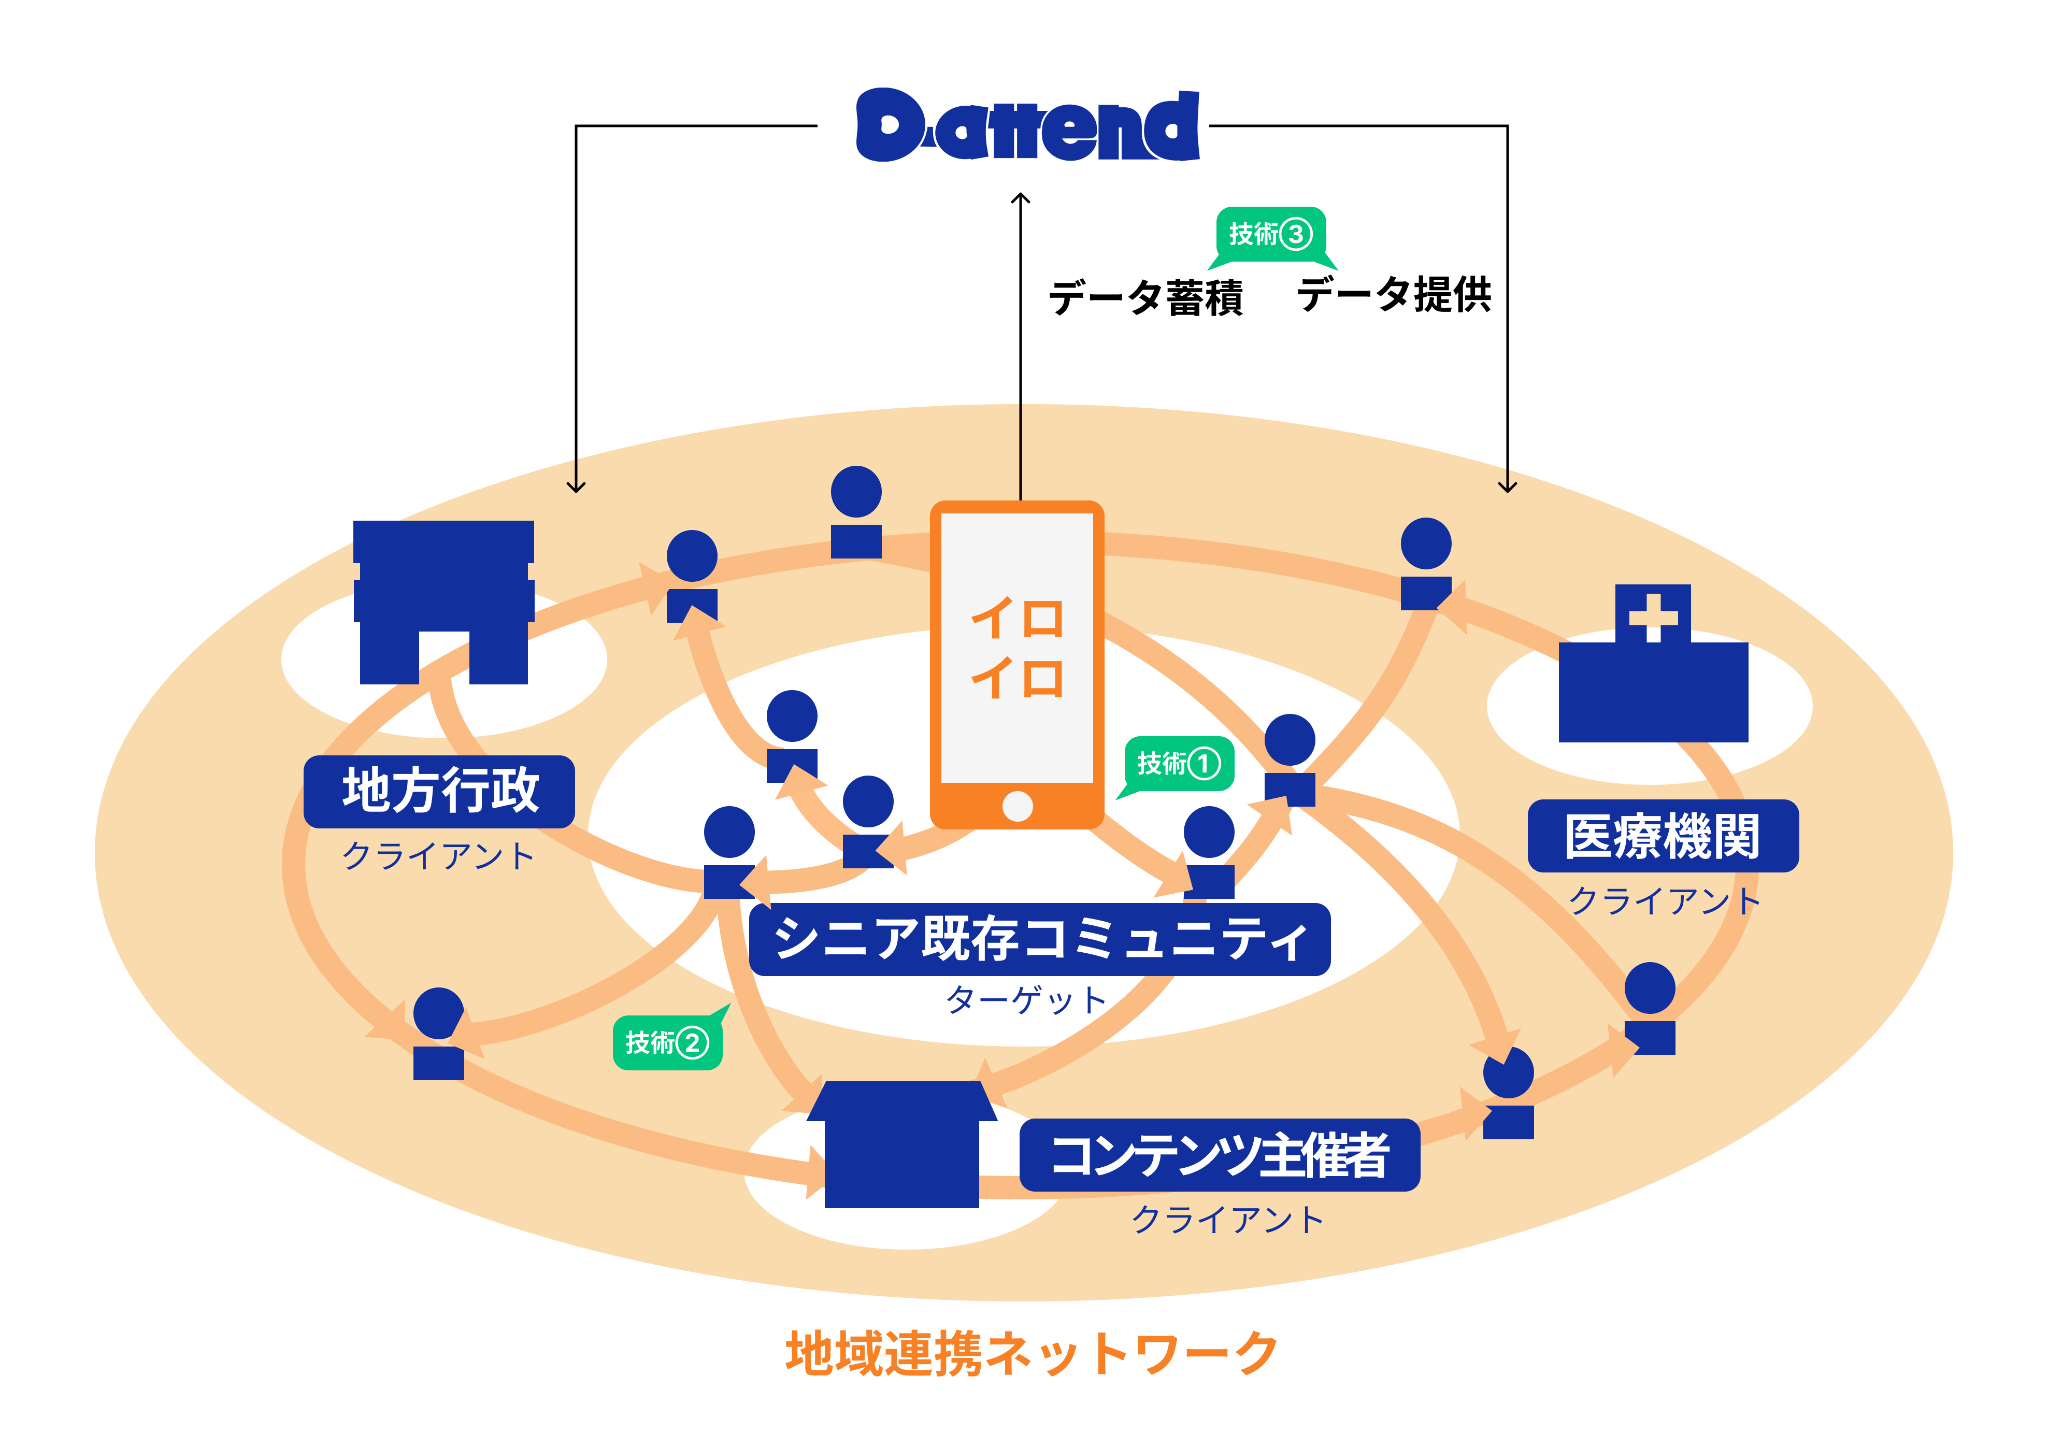 D-attend
技術③
データ蓄積
データ提供
イロ
イロ
技術①
地方行政
クライアント
医療機関
クライアント
シニア既存コミュニティ
ターゲット
技術②
コンテンツ主催者
クライアント
地域連携ネットワーク